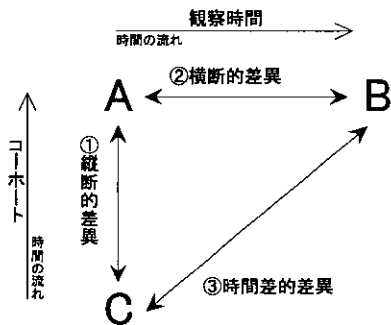 観察時間
時間の流れ
A
②横断的差異
B
コーホート
時間の流れ
①縦断的差異
③時間差的差異
C